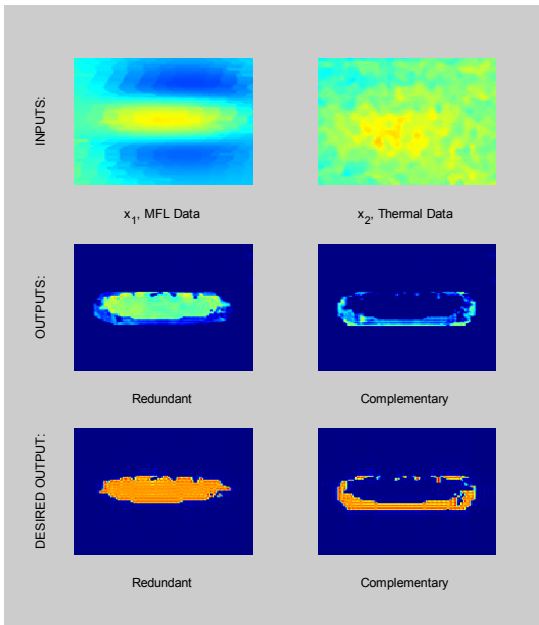 INPUTS:
x1, MFL Data
x2, Thermal Data
OUTPUTS:
Redundant
Complementary
DESIRED OUTPUT:
Redundant
Complementary